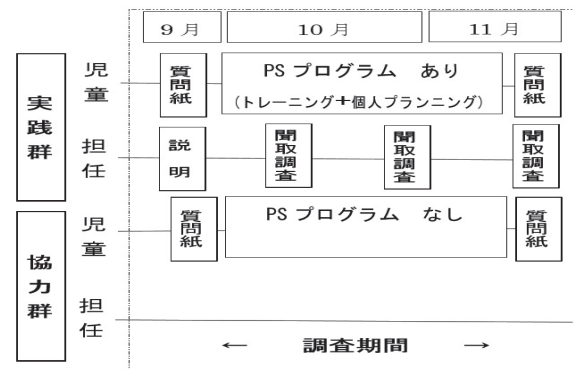 9 月
10 月
11 月
実践群
児童
質問紙
PS プログラム あり
(トレーニング+個人プランニング)
質問紙
担任
説明
聞取調査
聞取調査
聞取調査
協力群
児童
質問紙
PS プログラム なし
質問紙
担任
← 調査期間 →